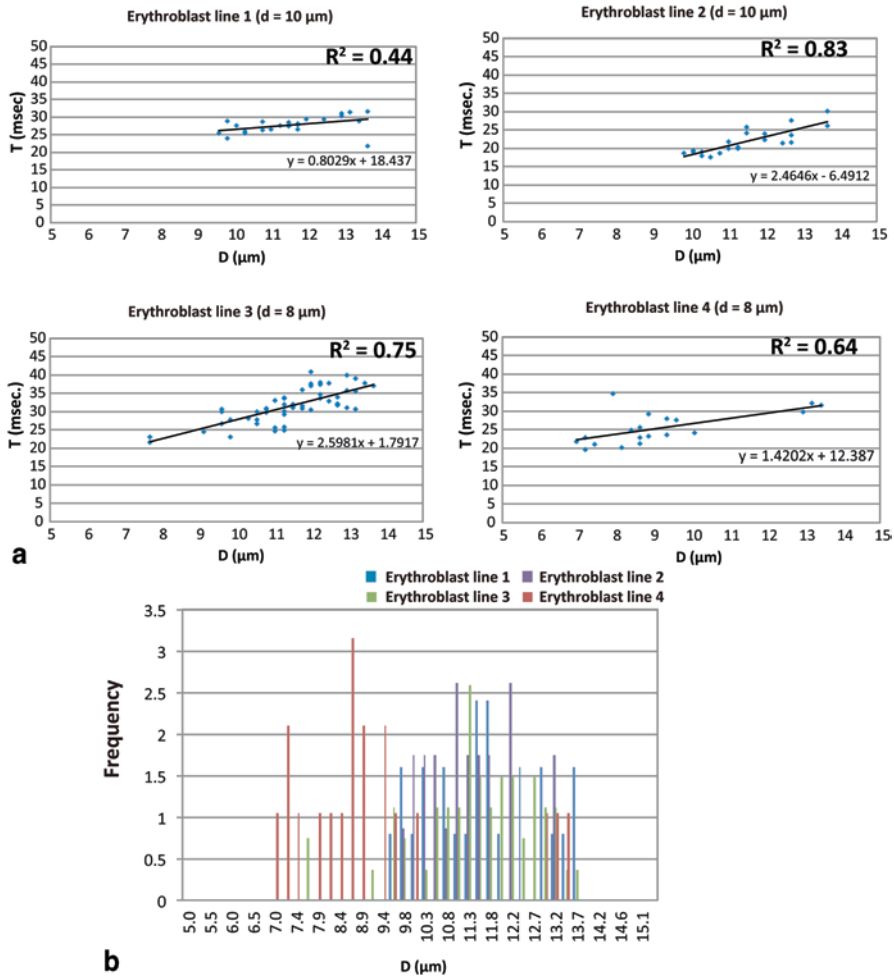 Erythroblast line 1 (d = 10 µm)
R² = 0.44
T (msec)
50
45
40
35
30
25
20
15
10
5
0
y = 0.8029x + 18.437
5 6 7 8 9 10 11 12 13 14 15
D (µm)
Erythroblast line 2 (d = 10 µm)
R² = 0.83
T (msec.)
50
45
40
35
30
25
20
15
10
5
0
y = 2.4646x - 6.4912
5 6 7 8 9 10 11 12 13 14 15
D (µm)
Erythroblast line 3 (d = 8 µm)
R² = 0.75
T (msec.)
50
45
40
35
30
25
20
15
10
5
0
y = 2.5981x + 1.7917
5 6 7 8 9 10 11 12 13 14 15
D (µm)
Erythroblast line 4 (d = 8 µm)
R² = 0.64
T (msec.)
50
45
40
35
30
25
20
15
10
5
0
y = 1.4202x + 12.387
5 6 7 8 9 10 11 12 13 14 15
D (µm)
a
Erythroblast line 1 Erythroblast line 2
Erythroblast line 3 Erythroblast line 4
Frequency
3.5
3
2.5
2
1.5
1
0.5
0
5.0 5.5 6.0 6.5 7.0 7.4 7.9 8.4 8.9 9.4 9.8 10.3 10.8 11.3 11.8 12.2 12.7 13.2 13.7 14.2 14.6 15.1
D (µm)
b